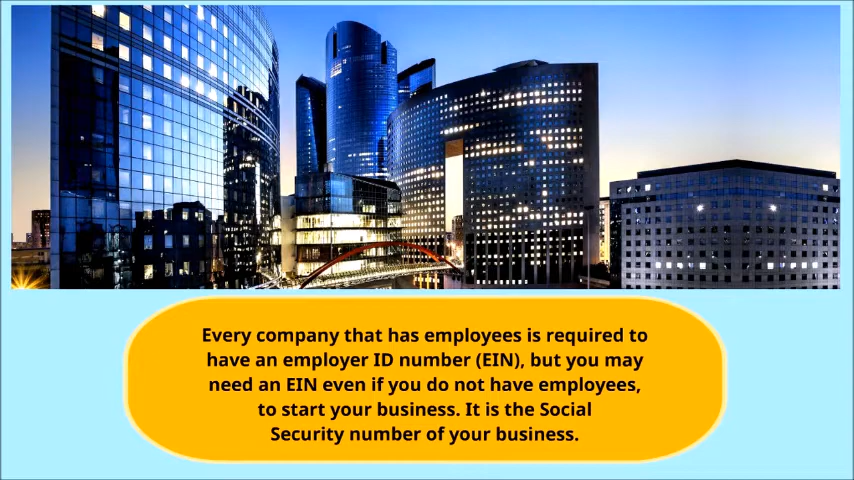 Every company that has employees is required to
have an employer ID number (EIN), but you may
need an EIN even if you do not have employees,
to start your business. It is the Social
Security number of your business.